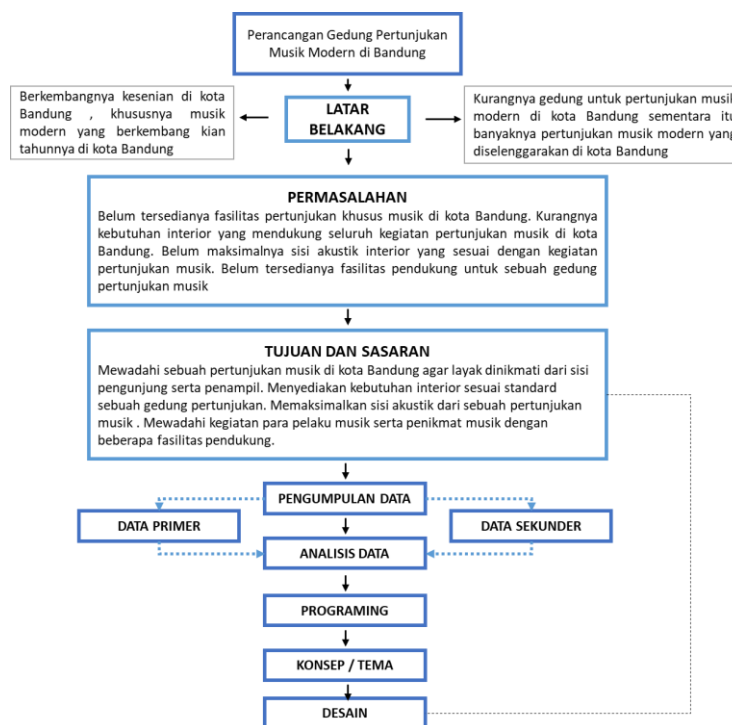 Perancangan Gedung Pertunjukan
Musik Modern di Bandung
Berkembangnya kesenian di kota
Bandung , khususnya musik
modern yang berkembang kian
tahunnya di kota Bandung
LATAR
BELAKANG
Kurangnya gedung untuk pertunjukan musik
modern di kota Bandung sementara itu
banyaknya pertunjukan musik modern yang
diselenggarakan di kota Bandung
PERMASALAHAN
Belum tersedianya fasilitas pertunjukan khusus musik di kota Bandung. Kurangnya
kebutuhan interior yang mendukung seluruh kegiatan pertunjukan musik di kota
Bandung. Belum maksimalnya sisi akustik interior yang sesuai dengan kegiatan
pertunjukan musik. Belum tersedianya fasilitas pendukung untuk sebuah gedung
pertunjukan musik
TUJUAN DAN SASARAN
Mewadahi sebuah pertunjukan musik di kota Bandung agar layak dinikmati dari sisi
pengunjung serta penampil. Menyediakan kebutuhan interior sesuai standard
sebuah gedung pertunjukan. Memaksimalkan sisi akustik dari sebuah pertunjukan
musik . Mewadahi kegiatan para pelaku musik serta penikmat musik dengan
beberapa fasilitas pendukung.
PENGUMPULAN DATA
DATA PRIMER
DATA SEKUNDER
ANALISIS DATA
PROGRAMING
KONSEP / TEMA
DESAIN